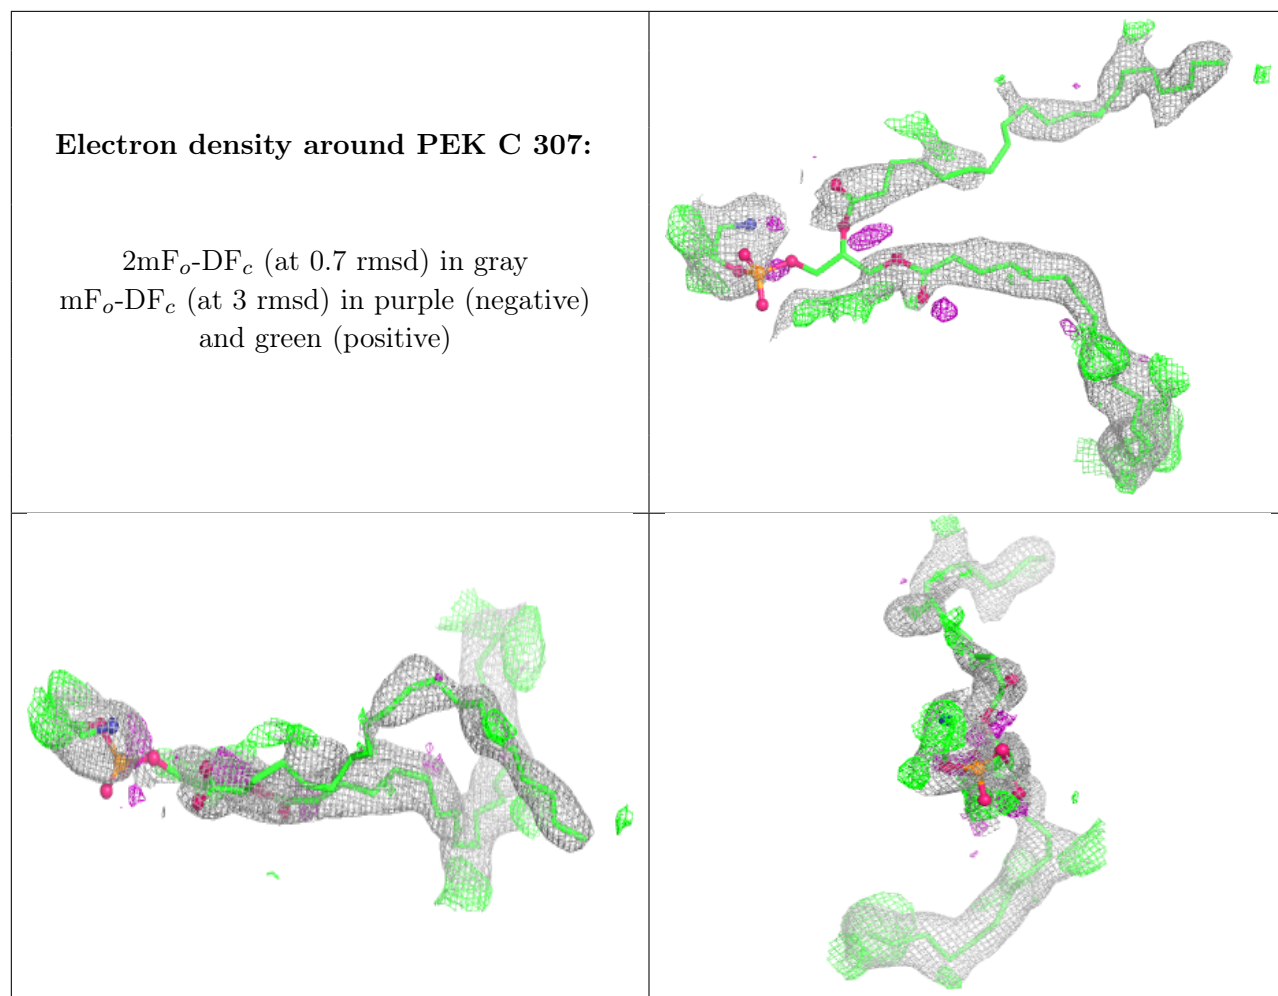 Electron density around PEK C 307:
2mFo-DFc (at 0.7 rmsd) in gray
mFo-DFc (at 3 rmsd) in purple (negative)
and green (positive)